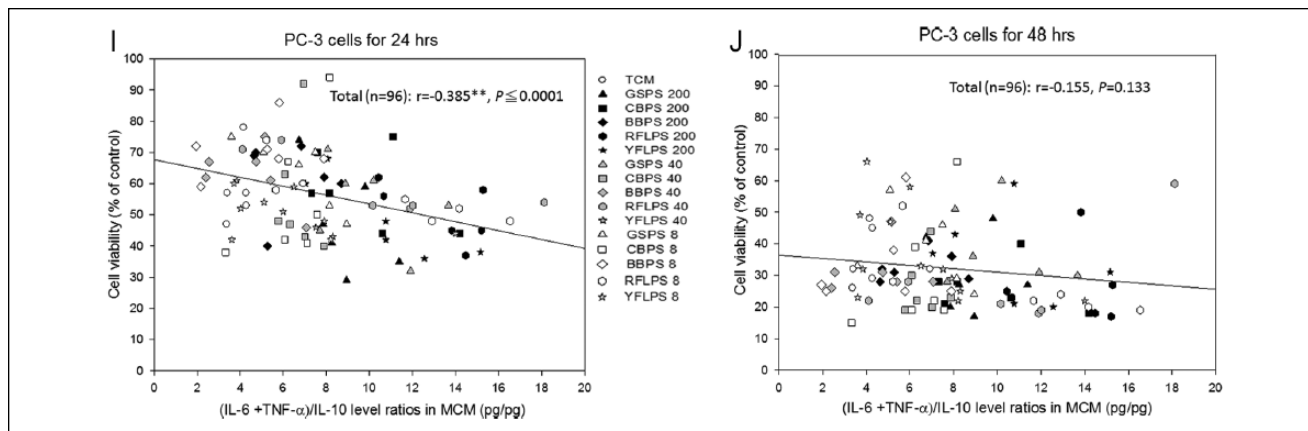 I
PC-3 cells for 24 hrs
Total (n=96): r=-0.385**, P≦0.0001
Cell viability (% of control)
100
90
80
70
60
50
40
30
20
10
0
0 2 4 6 8 10 12 14 16 18 20
(IL-6 +TNF-α)/IL-10 level ratios in MCM (pg/pg)
TCM
GSPS 200
CBPS 200
BBPS 200
RFLPS 200
YFLPS 200
GSPS 40
CBPS 40
BBPS 40
RFLPS 40
YFLPS 40
GSPS 8
CBPS 8
BBPS 8
RFLPS 8
YFLPS 8
J
PC-3 cells for 48 hrs
Total (n=96): r=-0.155, P=0.133
Cell viability (% of control)
100
90
80
70
60
50
40
30
20
10
0
0 2 4 6 8 10 12 14 16 18 20
(IL-6 +TNF-α)/IL-10 level ratios in MCM (pg/pg)